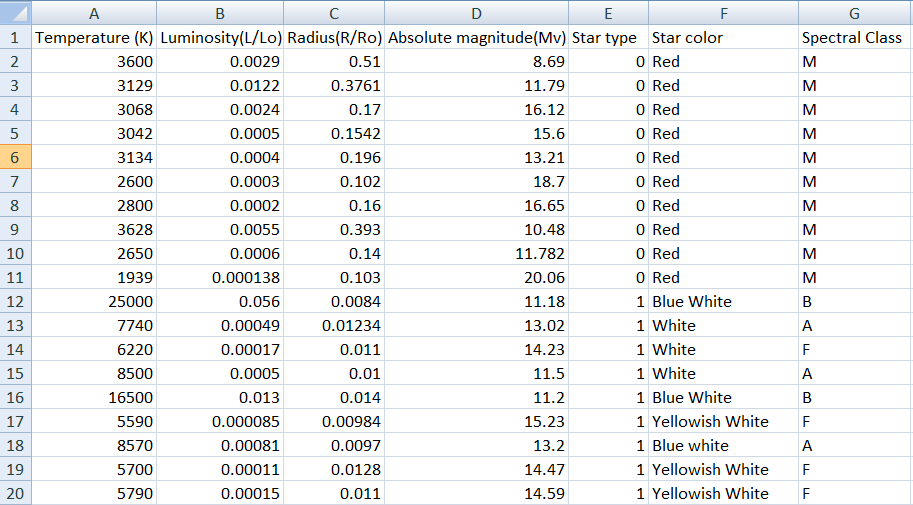 A B C D E F G
1 Temperature (K) Luminosity(L/Lo) Radius(R/Ro) Absolute magnitude(Mv) Star type Star color Spectral Class
2 3600 0.0029 0.51 8.69 0 Red M
3 3129 0.0122 0.3761 11.79 0 Red M
4 3068 0.0024 0.17 16.12 0 Red M
5 3042 0.0005 0.1542 15.6 0 Red M
6 3134 0.0004 0.196 13.21 0 Red M
7 2600 0.0003 0.102 18.7 0 Red M
8 2800 0.0002 0.16 16.65 0 Red M
9 3628 0.0055 0.393 10.48 0 Red M
10 2650 0.0006 0.14 11.782 0 Red M
11 1939 0.000138 0.103 20.06 0 Red M
12 25000 0.056 0.0084 11.18 1 Blue White B
13 7740 0.00049 0.01234 13.02 1 White A
14 6220 0.00017 0.011 14.23 1 White F
15 8500 0.0005 0.01 11.5 1 White A
16 16500 0.013 0.014 11.2 1 Blue White B
17 5590 0.000085 0.00984 15.23 1 Yellowish White F
18 8570 0.00081 0.0097 13.2 1 Blue white A
19 5700 0.00011 0.0128 14.47 1 Yellowish White F
20 5790 0.00015 0.011 14.59 1 Yellowish White F